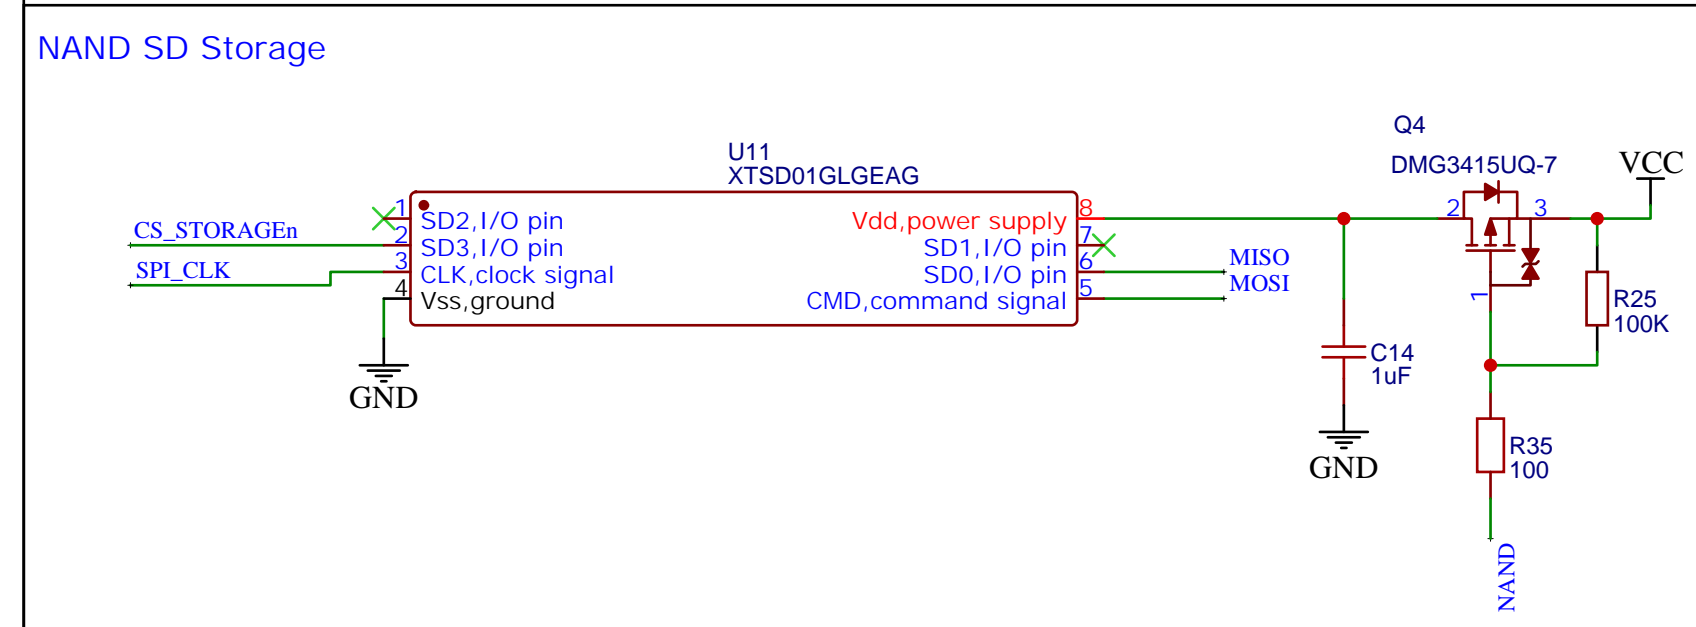 NAND SD Storage
U11
XTSD01GLGEAG
Q4
DMG3415UQ-7
VCC
CS_STORAGEn
SPI_CLK
1
2
3
4
SD2,I/O pin
SD3,I/O pin
CLK,clock signal
Vss,ground
Vdd,power supply
SD1,I/O pin
SD0,I/O pin
CMD,command signal
8
7
6
5
MISO
MOSI
2
3
1
R25
100K
C14
1uF
GND
GND
R35
100
NAND